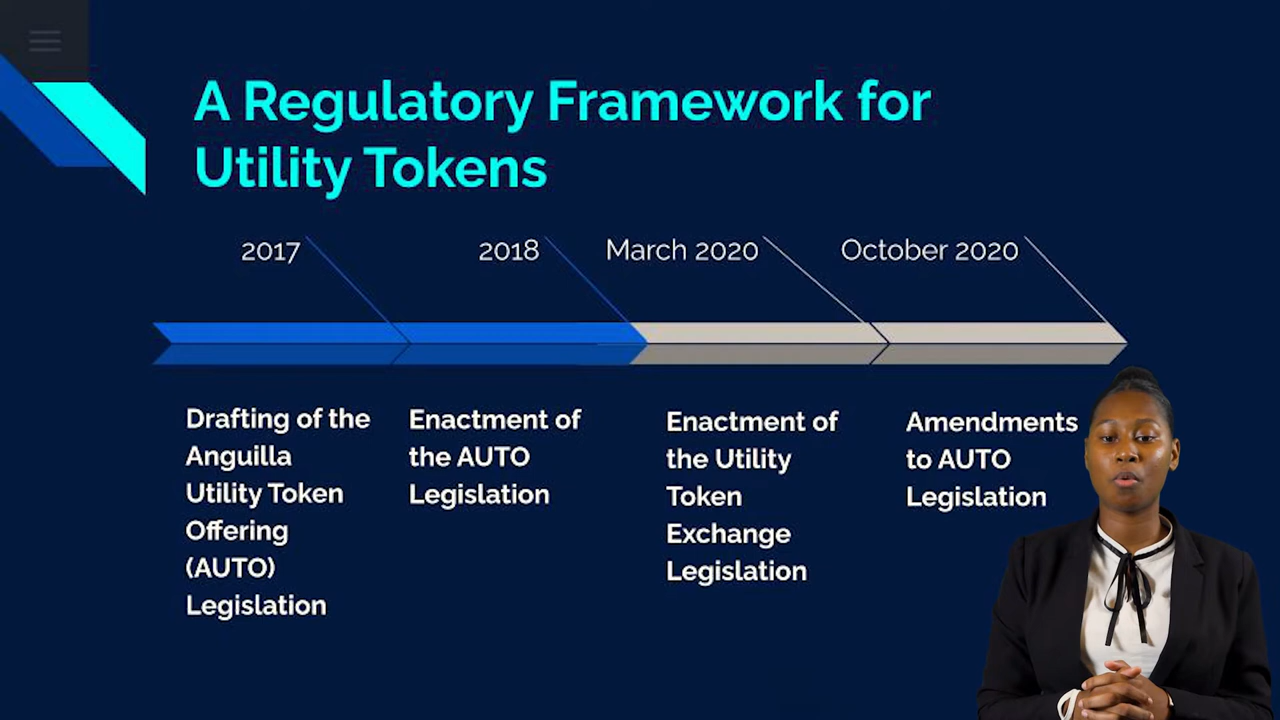 A Regulatory Framework for
Utility Tokens
2017
2018
March 2020
October 2020
Drafting of the
Anguilla
Utility Token
Offering
(AUTO)
Legislation
Enactment of
the AUTO
Legislation
Enactment of
the Utility
Token
Exchange
Legislation
Amendments
to AUTO
Legislation